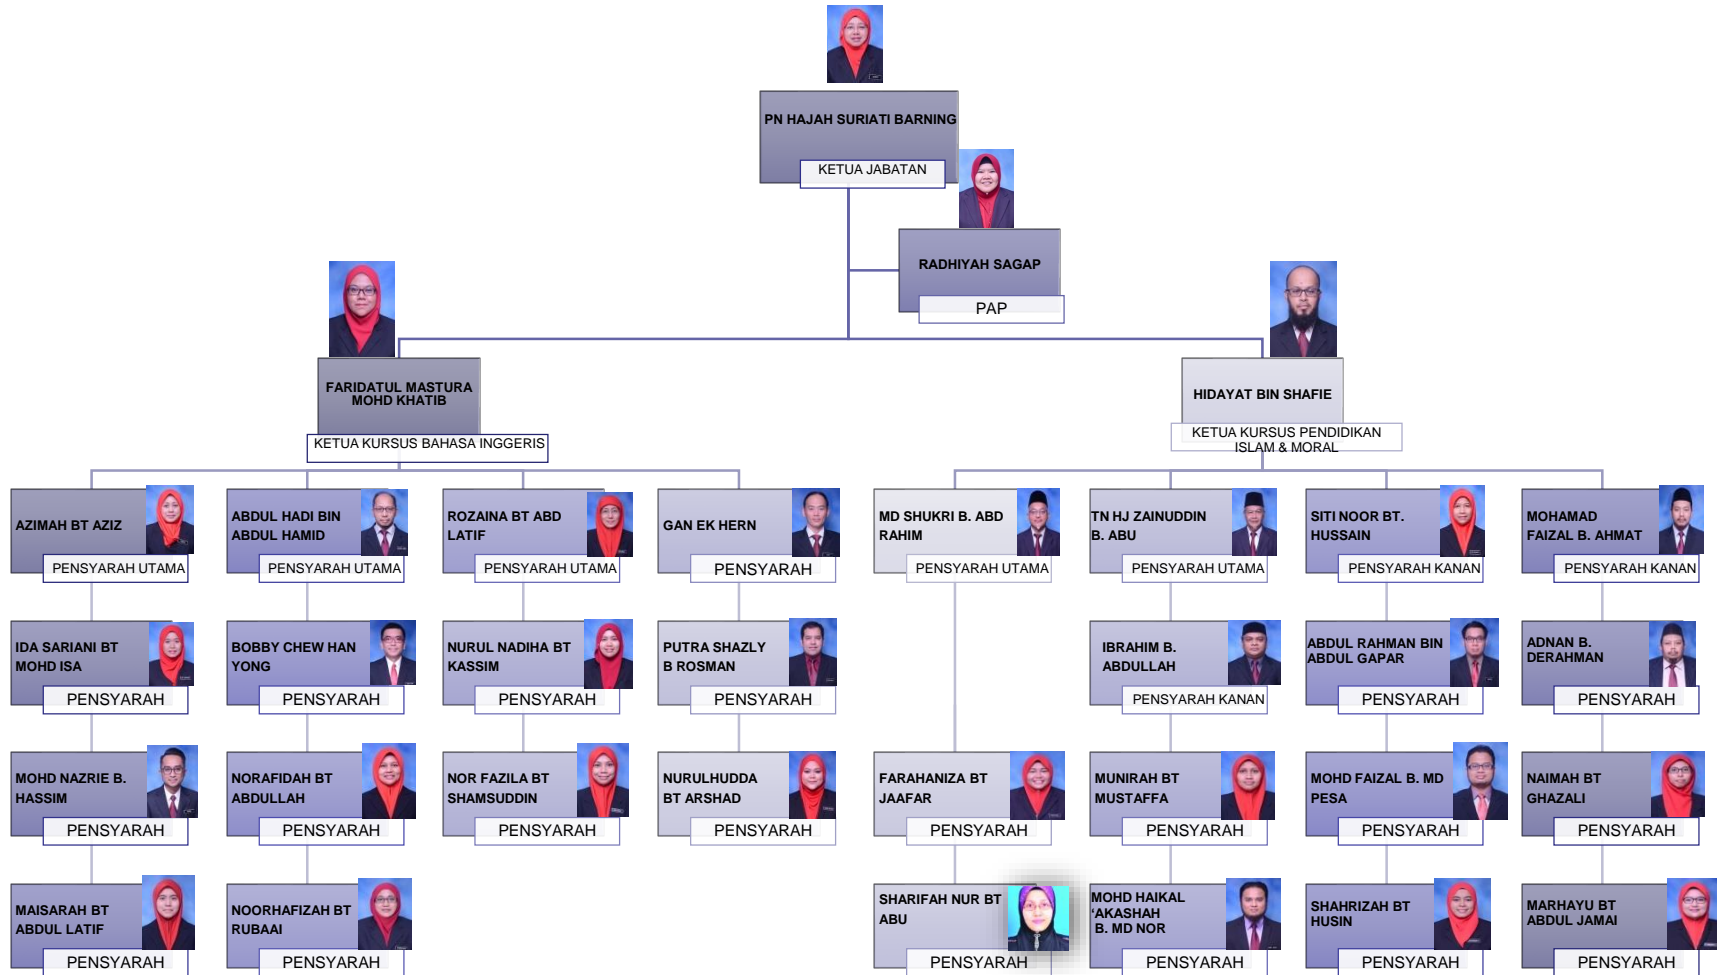 PN HAJAH SURIATI BARNING
KETUA JABATAN
RADHIYAH SAGAP
PAP
FARIDATUL MASTURA
MOHD KHATIB
KETUA KURSUS BAHASA INGGERIS
HIDAYAT BIN SHAFIE
KETUA KURSUS PENDIDIKAN
ISLAM & MORAL
AZIMAH BT AZIZ
PENSYARAH UTAMA
ABDUL HADI BIN
ABDUL HAMID
PENSYARAH UTAMA
ROZAINA BT ABD
LATIF
PENSYARAH UTAMA
GAN EK HERN
PENSYARAH
MD SHUKRI B. ABD
RAHIM
PENSYARAH UTAMA
TN HJ ZAINUDDIN
B. ABU
PENSYARAH UTAMA
SITI NOOR BT.
HUSSAIN
PENSYARAH KANAN
MOHAMAD
FAIZAL B. AHMAT
PENSYARAH KANAN
IDA SARIANI BT
MOHD ISA
PENSYARAH
BOBBY CHEW HAN
YONG
PENSYARAH
NURUL NADIHA BT
KASSIM
PENSYARAH
PUTRA SHAZLY
B ROSMAN
PENSYARAH
IBRAHIM B.
ABDULLAH
PENSYARAH KANAN
ABDUL RAHMAN BIN
ABDUL GAPAR
PENSYARAH
ADNAN B.
DERAHMAN
PENSYARAH
MOHD NAZRIE B.
HASSIM
PENSYARAH
NORAFIDAH BT
ABDULLAH
PENSYARAH
NOR FAZILA BT
SHAMSUDDIN
PENSYARAH
NURULHUDDA
BT ARSHAD
PENSYARAH
FARAHANIZA BT
JAAFAR
PENSYARAH
MUNIRAH BT
MUSTAFFA
PENSYARAH
MOHD FAIZAL B. MD
PESA
PENSYARAH
NAIMAH BT
GHAZALI
PENSYARAH
MAISARAH BT
ABDUL LATIF
PENSYARAH
NOORHAFIZAH BT
RUBAAI
PENSYARAH
SHARIFAH NUR BT
ABU
PENSYARAH
MOHD HAIKAL
'AKASHAH
B. MD NOR
PENSYARAH
SHAHRIZAH BT
HUSIN
PENSYARAH
MARHAYU BT
ABDUL JAMAI
PENSYARAH